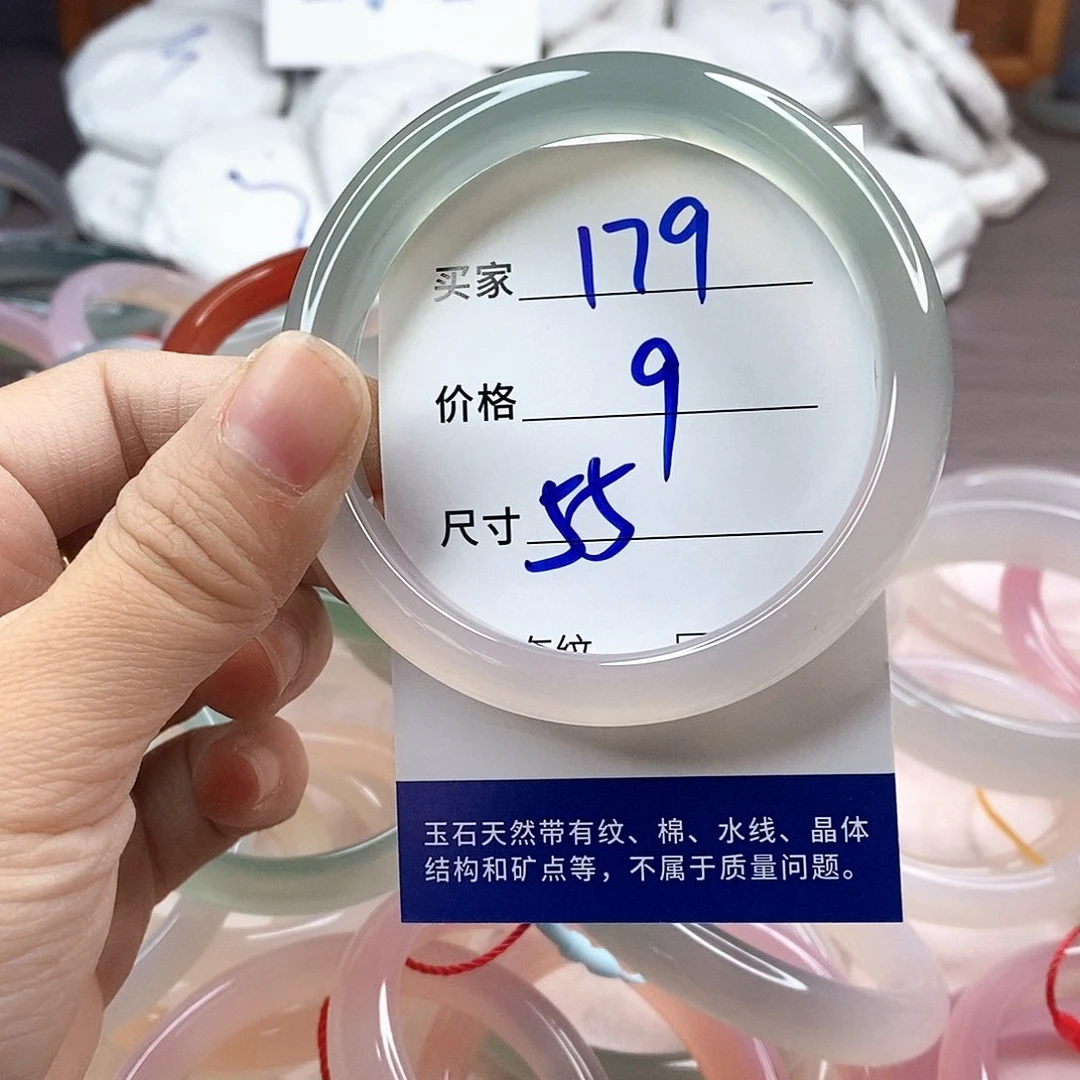 买家 179
价格 9
尺寸 55
玉石天然带有纹、棉、水线、晶体
结构和矿点等，不属于质量问题。